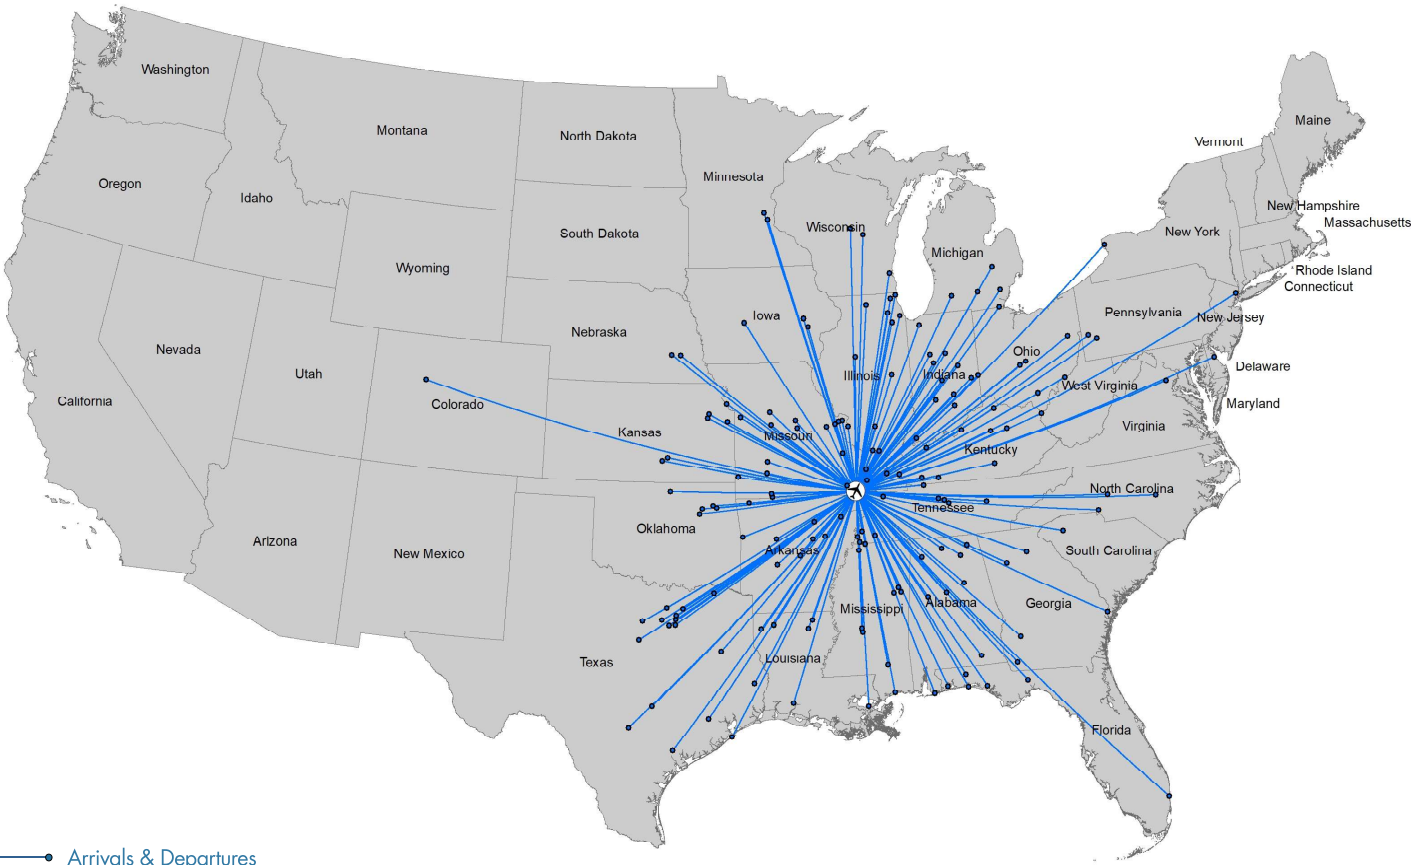 Washington
Montana
North Dakota
Minnesota
Maine
Vermont
Oregon
Idaho
South Dakota
Wisconsin
Michigan
New York
New Hampshire
Massachusetts
Wyoming
Rhode Island
Connecticut
Nebraska
Iowa
Pennsylvania
New Jersey
Nevada
Utah
Colorado
Illinois
Indiana
Ohio
West Virginia
Delaware
California
Kansas
Missouri
Kentucky
Virginia
Maryland
Arizona
New Mexico
Oklahoma
Arkansas
Tennessee
North Carolina
South Carolina
Texas
Louisiana
Mississippi
Alabama
Georgia
Florida
Arrivals & Departures